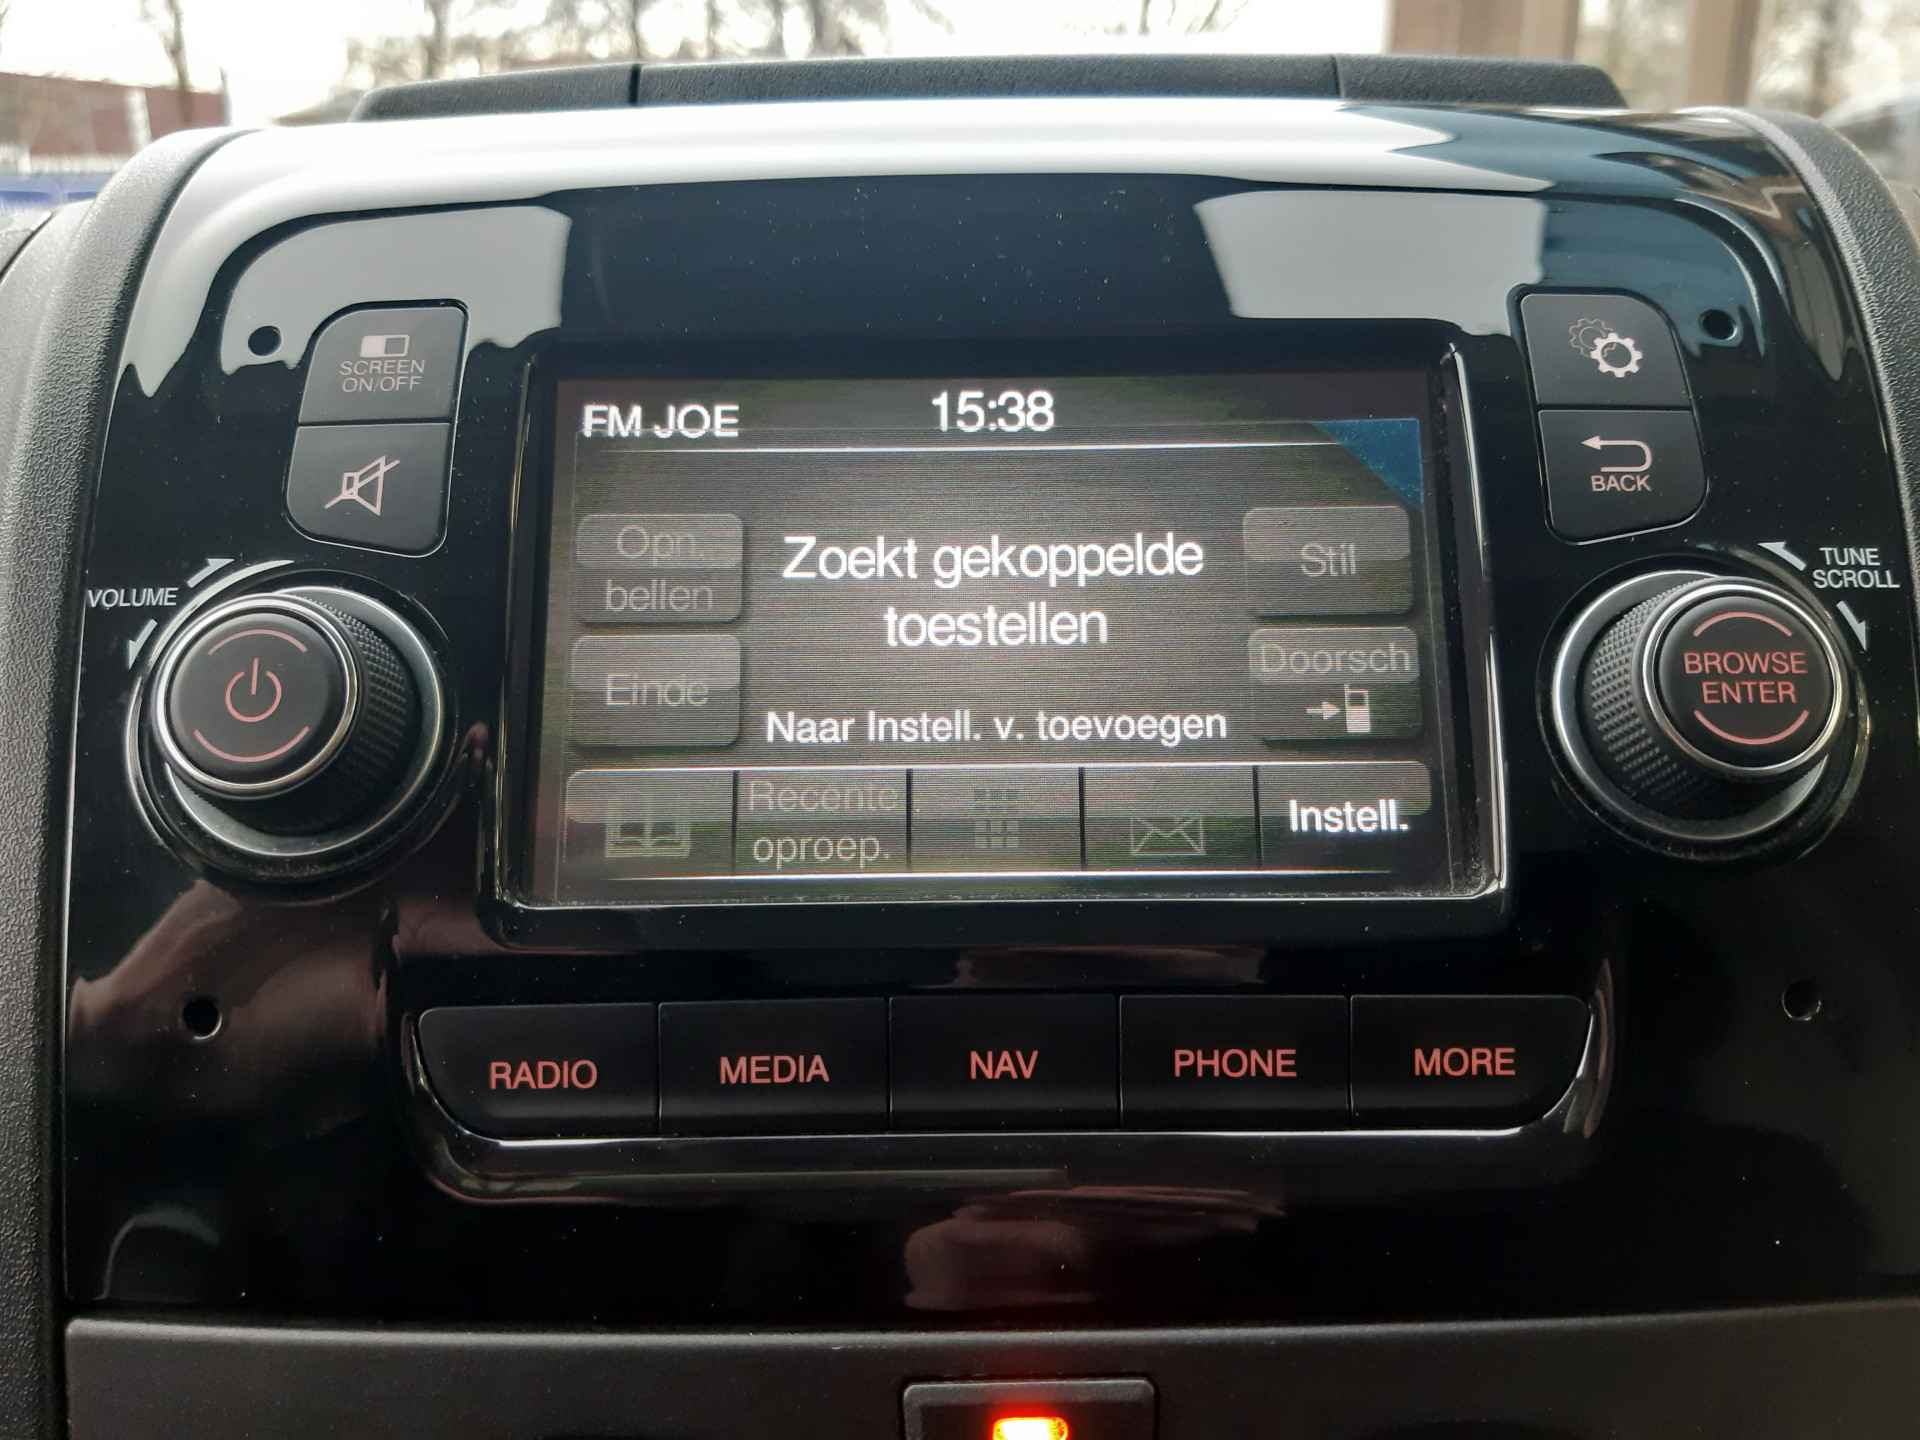 SCREEN
ON/OFF
FM JOE
15:38
BACK
Opn.
bellen
Zoekt gekoppelde
toestellen
Stil
VOLUME
TUNE
SCROLL
Einde
Doorsch
BROWSE
ENTER
Naar Instell. v. toevoegen
Recente
oproep.
Instell.
RADIO
MEDIA
NAV
PHONE
MORE